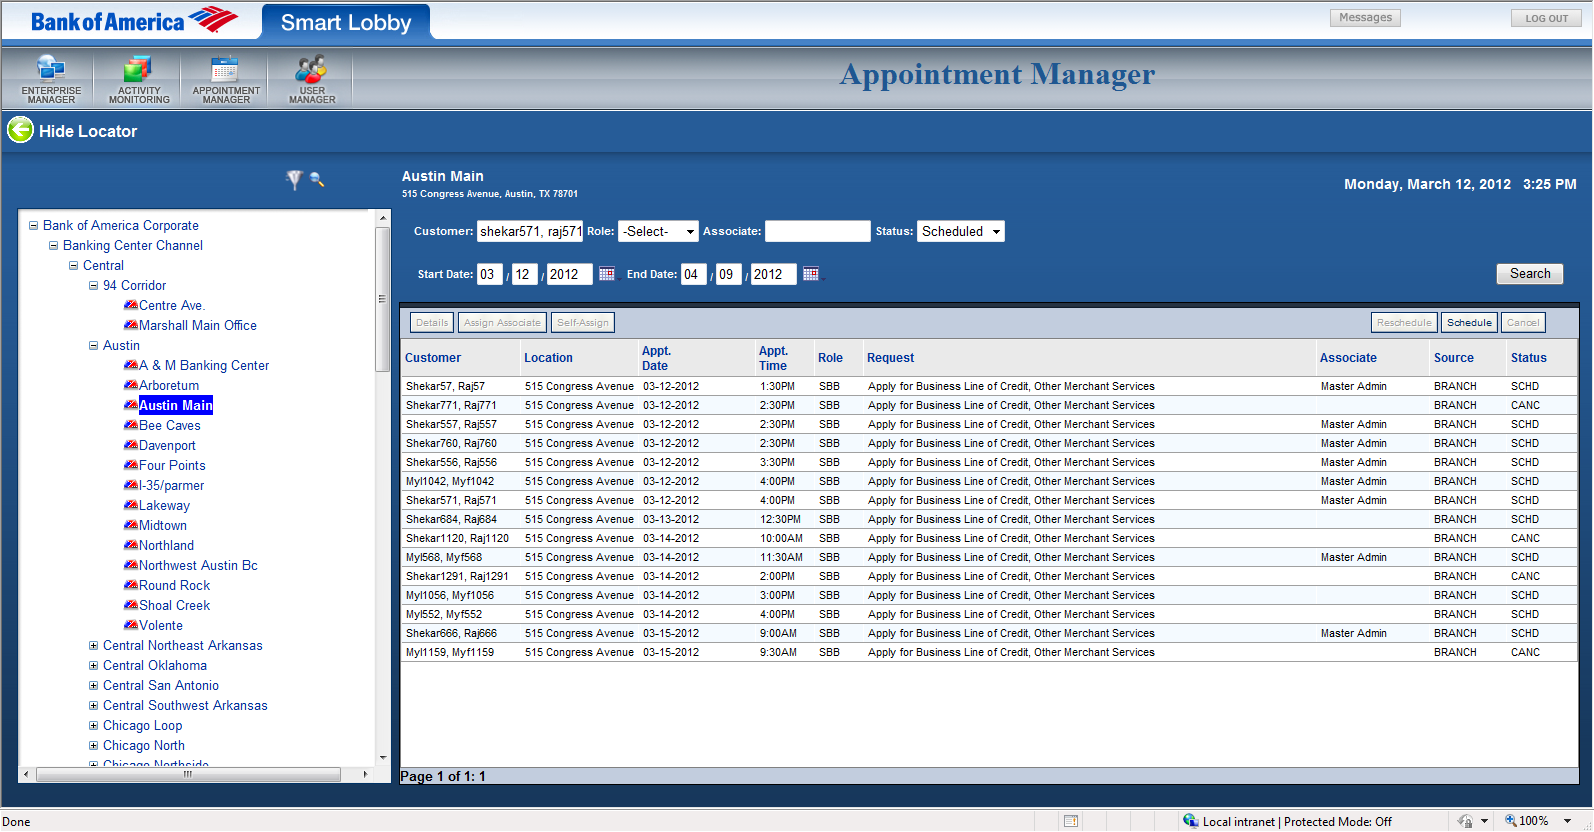 Bank of America
Smart Lobby
Messages
LOG OUT
ENTERPRISE
MANAGER
ACTIVITY
MONITORING
APPOINTMENT
MANAGER
USER
MANAGER
Appointment Manager
Hide Locator
Austin Main
515 Congress Avenue, Austin, TX 78701
Monday, March 12, 2012 3:25 PM
Bank of America Corporate
Banking Center Channel
Central
94 Corridor
Centre Ave.
Marshall Main Office
Austin
A & M Banking Center
Arboretum
Austin Main
Bee Caves
Davenport
Four Points
I-35/parmer
Lakeway
Midtown
Northland
Northwest Austin Bc
Round Rock
Shoal Creek
Volente
Central Northeast Arkansas
Central Oklahoma
Central San Antonio
Central Southwest Arkansas
Chicago Loop
Chicago North
Chicago Northside
Customer: shekar571, raj571 Role: -Select- Associate: Status: Scheduled
Start Date: 03 / 12 / 2012 End Date: 04 / 09 / 2012
Search
Details Assign Associate Self-Assign Reschedule Schedule Cancel
Customer Location Appt. Date Appt. Time Role Request Associate Source Status
Shekar57, Raj57 515 Congress Avenue 03-12-2012 1:30PM SBB Apply for Business Line of Credit, Other Merchant Services Master Admin BRANCH SCHD
Shekar771, Raj771 515 Congress Avenue 03-12-2012 2:30PM SBB Apply for Business Line of Credit, Other Merchant Services BRANCH CANC
Shekar557, Raj557 515 Congress Avenue 03-12-2012 2:30PM SBB Apply for Business Line of Credit, Other Merchant Services Master Admin BRANCH SCHD
Shekar760, Raj760 515 Congress Avenue 03-12-2012 2:30PM SBB Apply for Business Line of Credit, Other Merchant Services Master Admin BRANCH SCHD
Shekar556, Raj556 515 Congress Avenue 03-12-2012 3:30PM SBB Apply for Business Line of Credit, Other Merchant Services Master Admin BRANCH SCHD
Myl1042, Myf1042 515 Congress Avenue 03-12-2012 4:00PM SBB Apply for Business Line of Credit, Other Merchant Services Master Admin BRANCH SCHD
Shekar571, Raj571 515 Congress Avenue 03-12-2012 4:00PM SBB Apply for Business Line of Credit, Other Merchant Services Master Admin BRANCH SCHD
Shekar684, Raj684 515 Congress Avenue 03-13-2012 12:30PM SBB Apply for Business Line of Credit, Other Merchant Services BRANCH SCHD
Shekar1120, Raj1120 515 Congress Avenue 03-14-2012 10:00AM SBB Apply for Business Line of Credit, Other Merchant Services BRANCH CANC
Myl568, Myf568 515 Congress Avenue 03-14-2012 11:30AM SBB Apply for Business Line of Credit, Other Merchant Services Master Admin BRANCH SCHD
Shekar1291, Raj1291 515 Congress Avenue 03-14-2012 2:00PM SBB Apply for Business Line of Credit, Other Merchant Services BRANCH CANC
Myl1056, Myf1056 515 Congress Avenue 03-14-2012 3:00PM SBB Apply for Business Line of Credit, Other Merchant Services BRANCH SCHD
Myl552, Myf552 515 Congress Avenue 03-14-2012 4:00PM SBB Apply for Business Line of Credit, Other Merchant Services BRANCH SCHD
Shekar666, Raj666 515 Congress Avenue 03-15-2012 9:00AM SBB Apply for Business Line of Credit, Other Merchant Services Master Admin BRANCH SCHD
Myl1159, Myf1159 515 Congress Avenue 03-15-2012 9:30AM SBB Apply for Business Line of Credit, Other Merchant Services BRANCH CANC
Page 1 of 1: 1
Done
Local intranet | Protected Mode: Off
100%